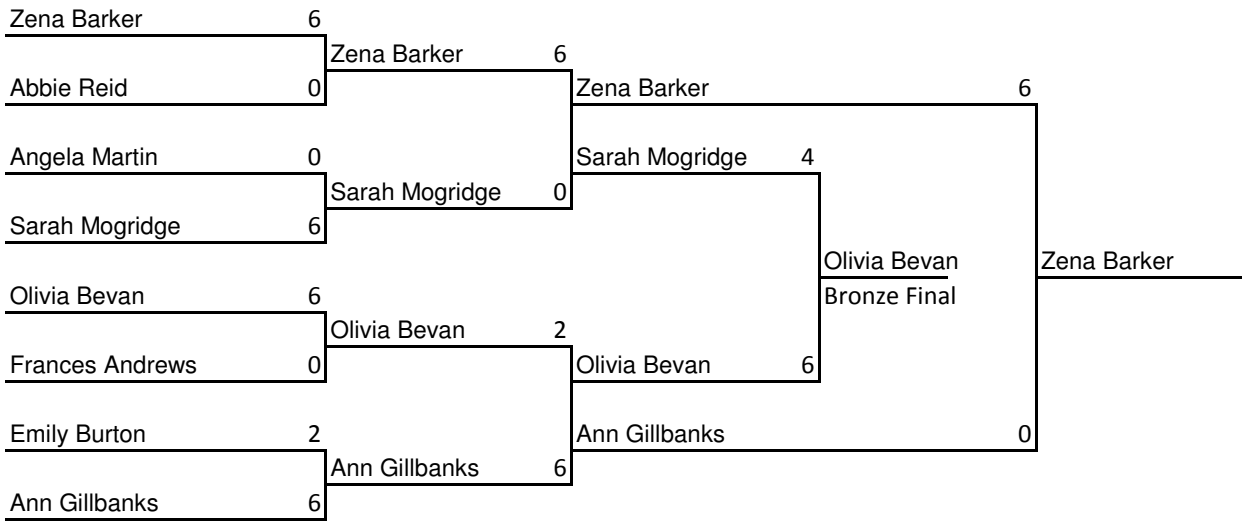 Zena Barker 6
Zena Barker 6
Abbie Reid 0
Zena Barker 6
Angela Martin 0
Sarah Mogridge 4
Sarah Mogridge 0
Sarah Mogridge 6
Olivia Bevan
Zena Barker
Olivia Bevan 6
Bronze Final
Olivia Bevan 2
Frances Andrews 0
Olivia Bevan 6
Emily Burton 2
Ann Gillbanks 0
Ann Gillbanks 6
Ann Gillbanks 6